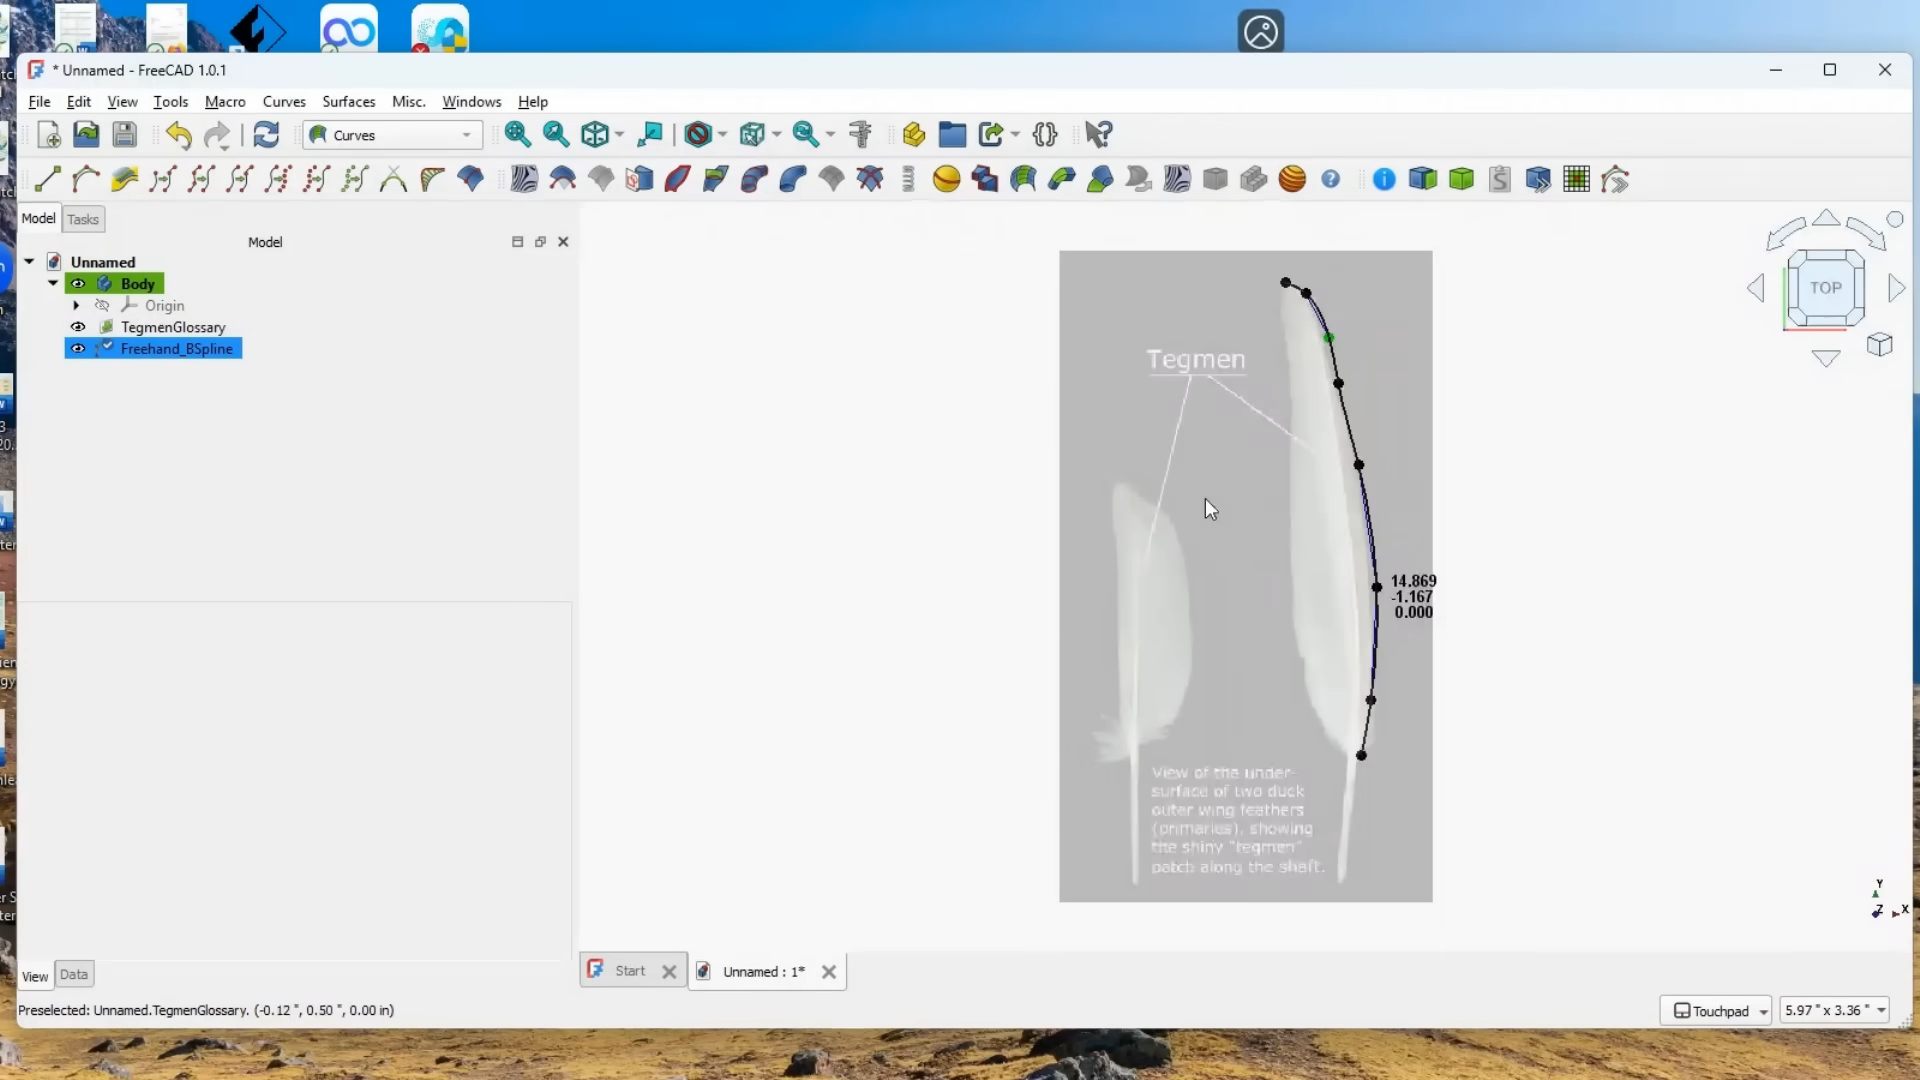 * Unnamed - FreeCAD 1.0.1
File Edit View Tools Macro Curves Surfaces Misc. Windows Help
Curves
Model Tasks
Model
Unnamed
Body
Origin
TegmenGlossary
Freehand_BSpline
Tegmen
TOP
14.869
-1.167
0.000
View of the under-
surface of two duck
outer wing feathers
(primaries), showing
the shiny "tegmen"
patch along the shaft.
Y
Z X
View Data
Start
Unnamed : 1*
Preselected: Unnamed.TegmenGlossary. (-0.12 ", 0.50 ", 0.00 in)
Touchpad
5.97 " x 3.36 "